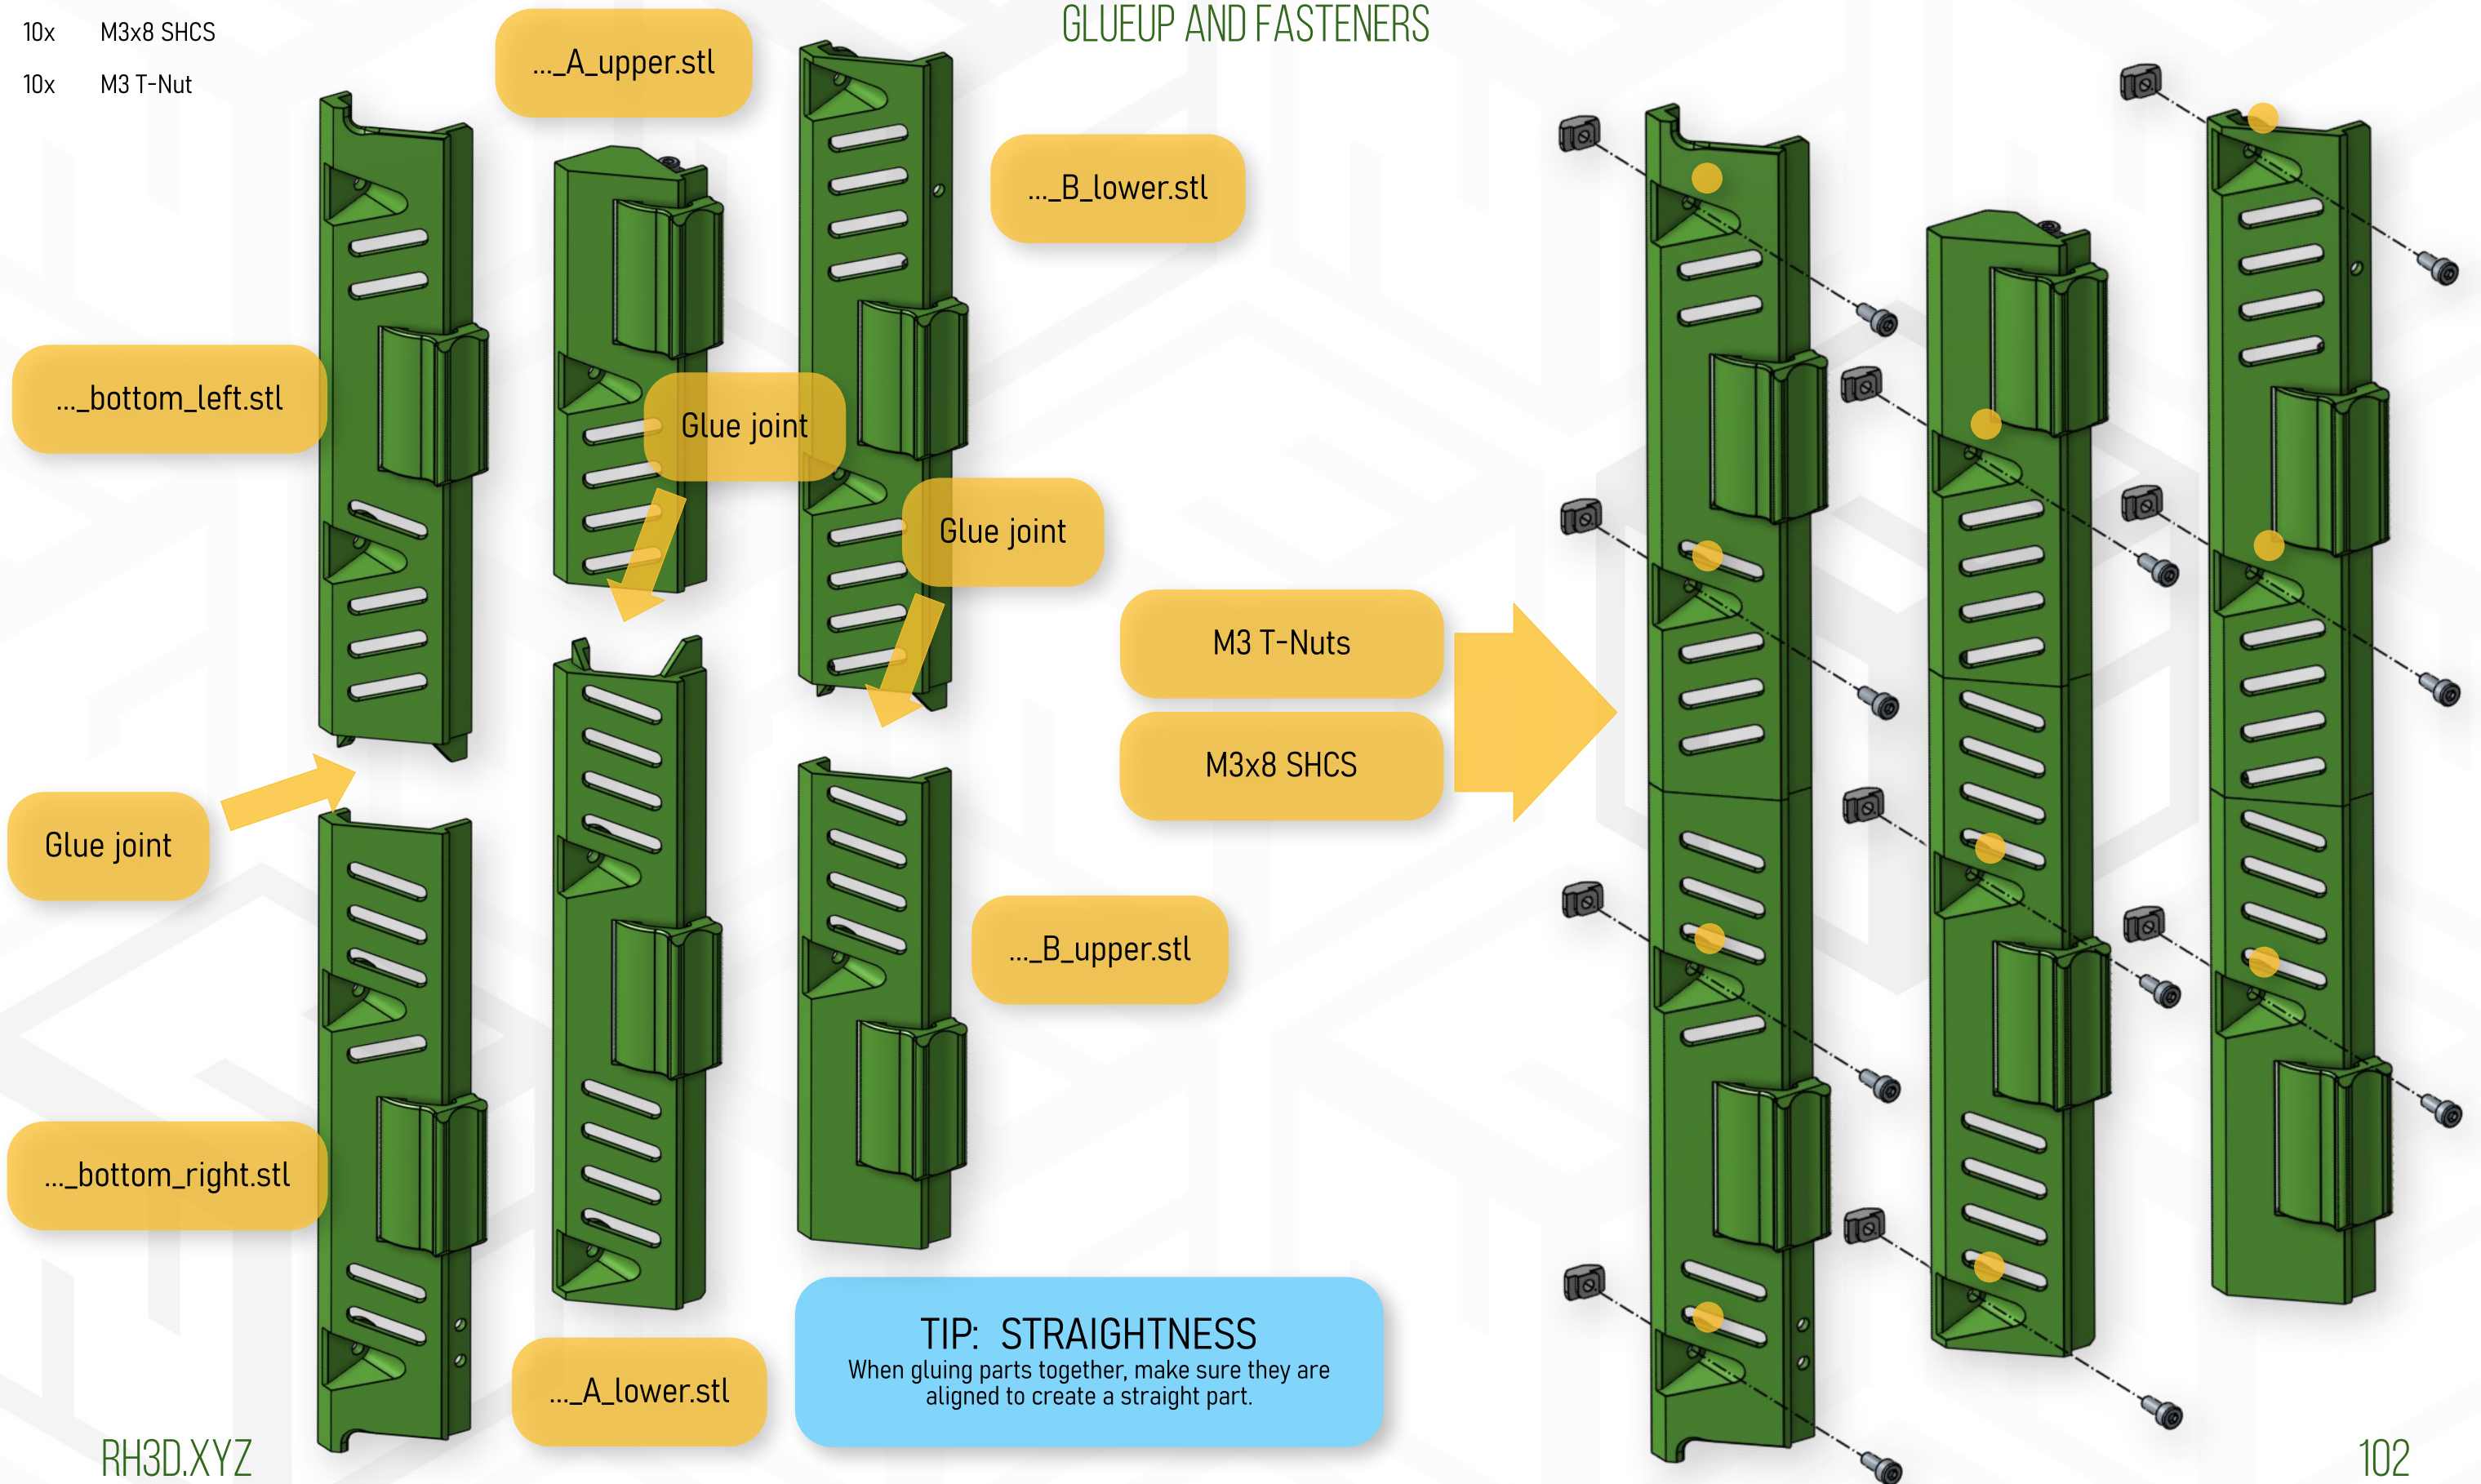 GLUEUP AND FASTENERS
10x M3x8 SHCS
10x M3 T-Nut
..._A_upper.stl
..._B_lower.stl
..._bottom_left.stl
Glue joint
Glue joint
M3 T-Nuts
M3x8 SHCS
Glue joint
..._B_upper.stl
..._bottom_right.stl
TIP: STRAIGHTNESS
When gluing parts together, make sure they are
aligned to create a straight part.
..._A_lower.stl
RH3D.XYZ
102